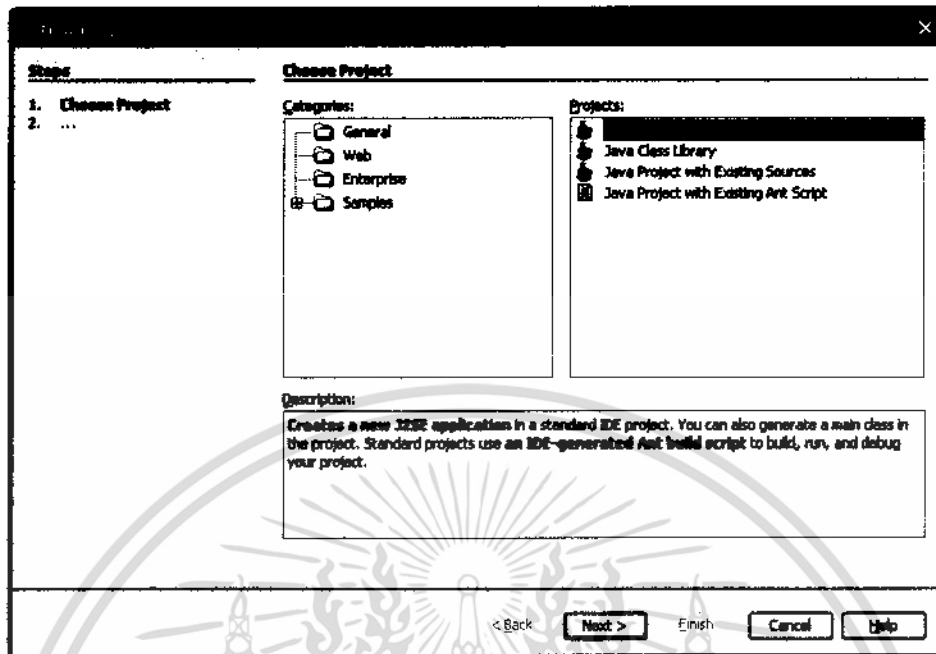 Steps
1. Choose Project
2. ...
Choose Project
Categories:
General
Web
Enterprise
Samples
Projects:
Java Class Library
Java Project with Existing Sources
Java Project with Existing Ant Script
Description:
Creates a new J2SE application in a standard IDE project. You can also generate a main class in
the project. Standard projects use an IDE-generated Ant build script to build, run, and debug
your project.
< Back
Next >
Finish
Cancel
Help